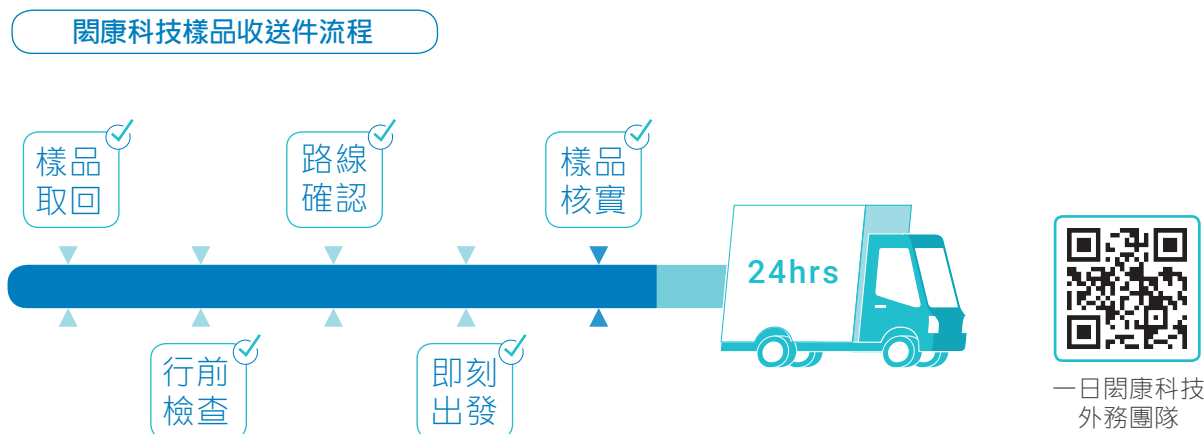 閎康科技樣品收送件流程
樣品
取回
路線
確認
樣品
核實
24hrs
行前
檢查
即刻
出發
一日閎康科技
外務團隊